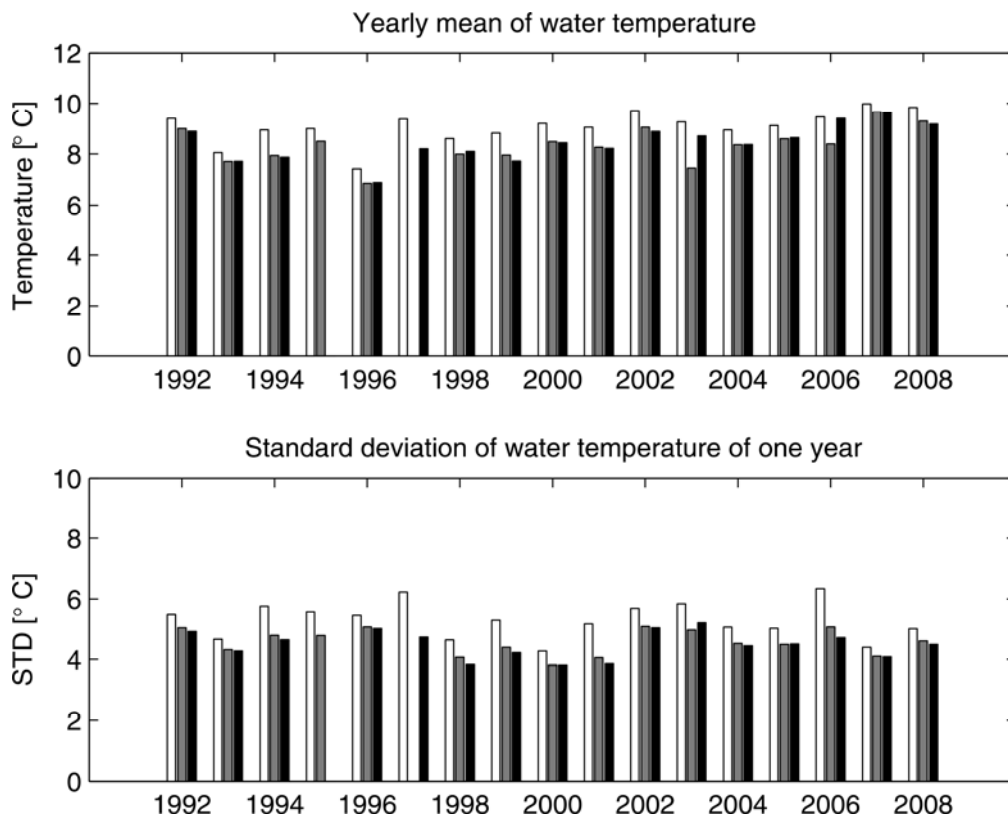 Yearly mean of water temperature
12
10
8
6
4
2
0
Temperature [° C]
1992 1994 1996 1998 2000 2002 2004 2006 2008
Standard deviation of water temperature of one year
10
8
6
4
2
0
STD [° C]
1992 1994 1996 1998 2000 2002 2004 2006 2008